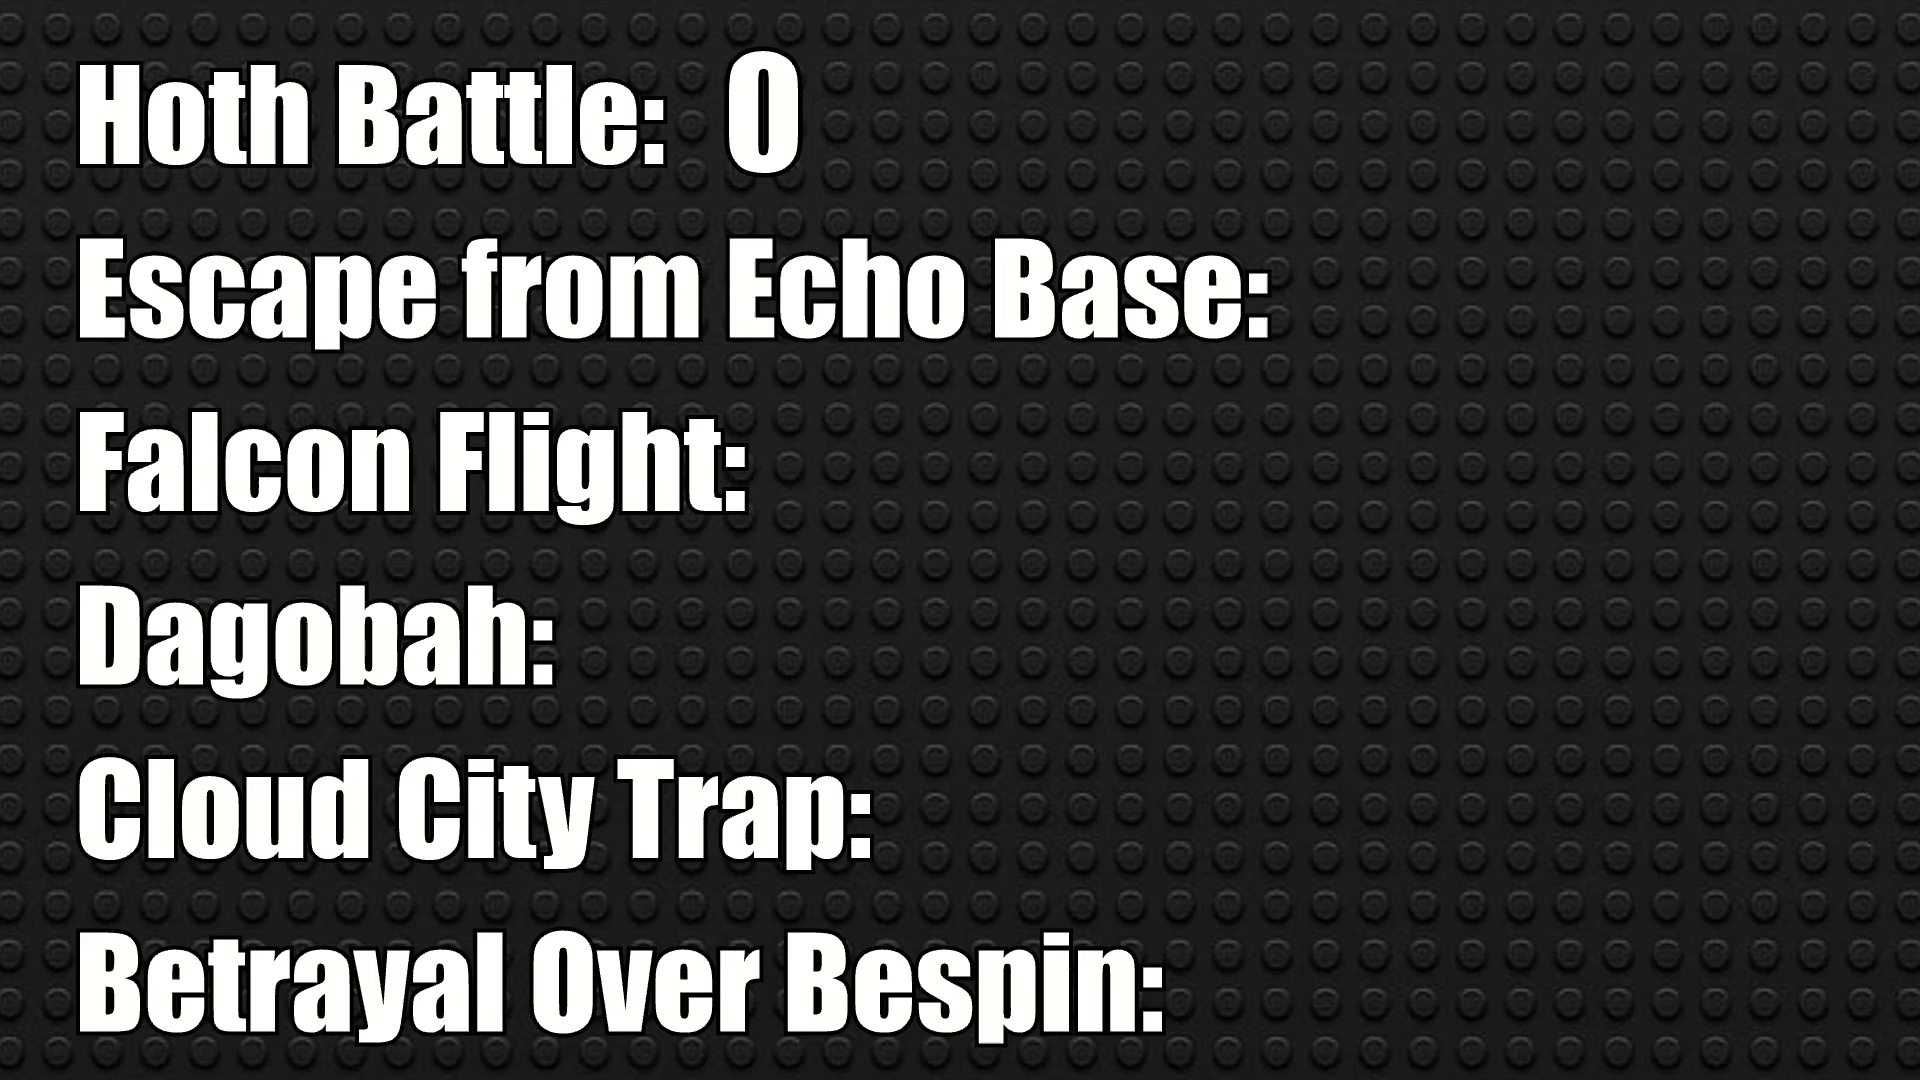 Hoth Battle: 0
Escape from Echo Base:
Falcon Flight:
Dagobah:
Cloud City Trap:
Betrayal Over Bespin: